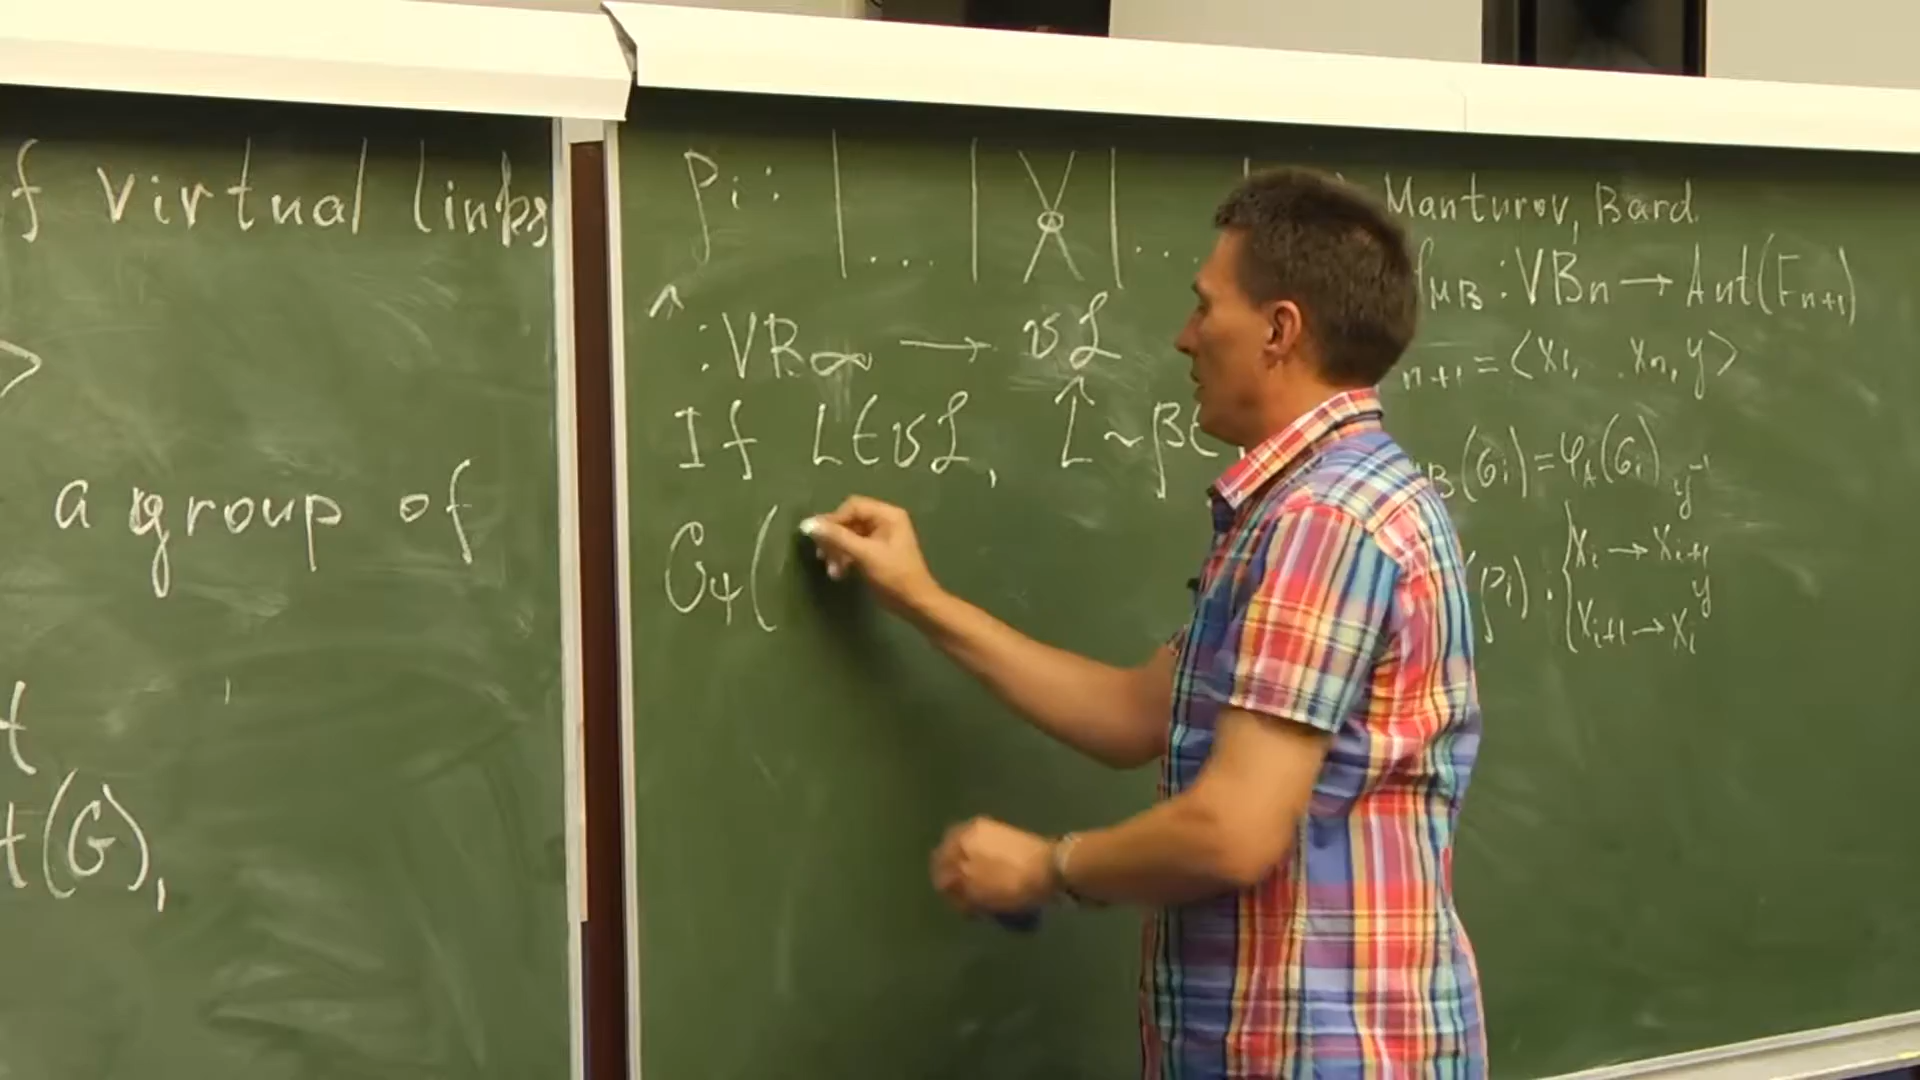 f virtual links
>
a group of
t
t(G),
ρi: | ... | X | ...
^ : VB∞ → vℒ
If L ∈ vℒ, L̂ ~ β ∈
G4(
Manturov, Bard.
MB : VBn → Aut(Fn+1)
n+1 = ⟨x1, xn, y⟩
B(σi) = φA(σi)
(ρi) : { xi → xi+1^{y^{-1}}
xi+1 → xi^y